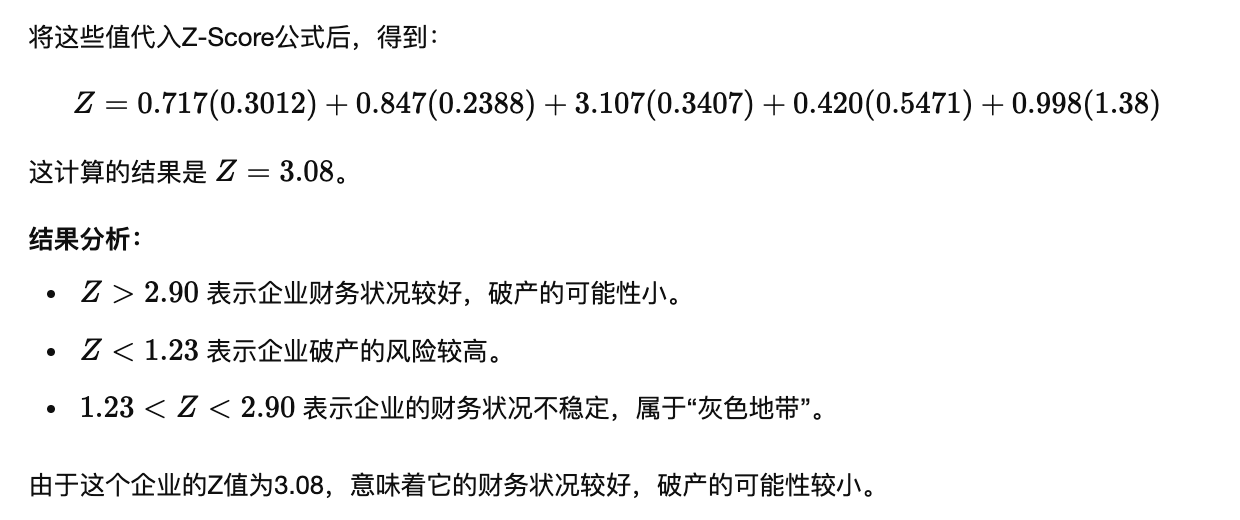 将这些值代入Z-Score公式后，得到：
Z = 0.717(0.3012) + 0.847(0.2388) + 3.107(0.3407) + 0.420(0.5471) + 0.998(1.38)
这计算的结果是 Z = 3.08。
结果分析：
• Z > 2.90 表示企业财务状况较好，破产的可能性小。
• Z < 1.23 表示企业破产的风险较高。
• 1.23 < Z < 2.90 表示企业的财务状况不稳定，属于“灰色地带”。
由于这个企业的Z值为3.08，意味着它的财务状况较好，破产的可能性较小。